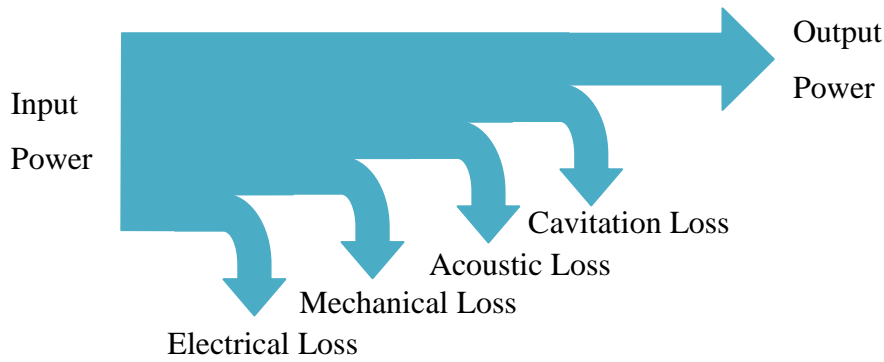 Input
Power
Output
Power
Cavitation Loss
Acoustic Loss
Mechanical Loss
Electrical Loss